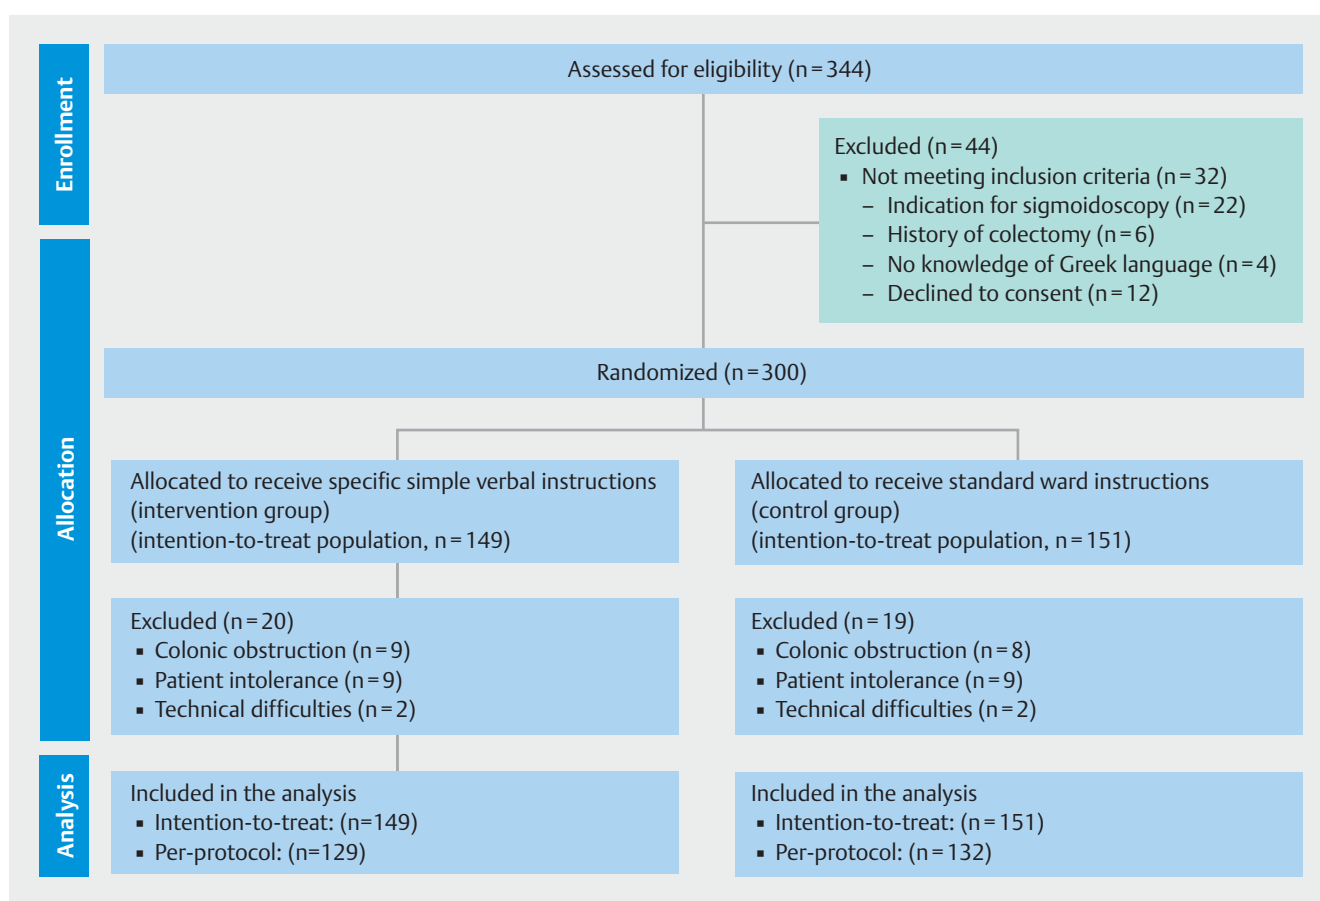 Enrollment
Assessed for eligibility (n=344)
Excluded (n=44)
▪ Not meeting inclusion criteria (n=32)
– Indication for sigmoidoscopy (n=22)
– History of colectomy (n=6)
– No knowledge of Greek language (n=4)
– Declined to consent (n=12)
Allocation
Randomized (n=300)
Allocated to receive specific simple verbal instructions
(intervention group)
(intention-to-treat population, n=149)
Allocated to receive standard ward instructions
(control group)
(intention-to-treat population, n=151)
Excluded (n=20)
▪ Colonic obstruction (n=9)
▪ Patient intolerance (n=9)
▪ Technical difficulties (n=2)
Excluded (n=19)
▪ Colonic obstruction (n=8)
▪ Patient intolerance (n=9)
▪ Technical difficulties (n=2)
Analysis
Included in the analysis
▪ Intention-to-treat: (n=149)
▪ Per-protocol: (n=129)
Included in the analysis
▪ Intention-to-treat: (n=151)
▪ Per-protocol: (n=132)